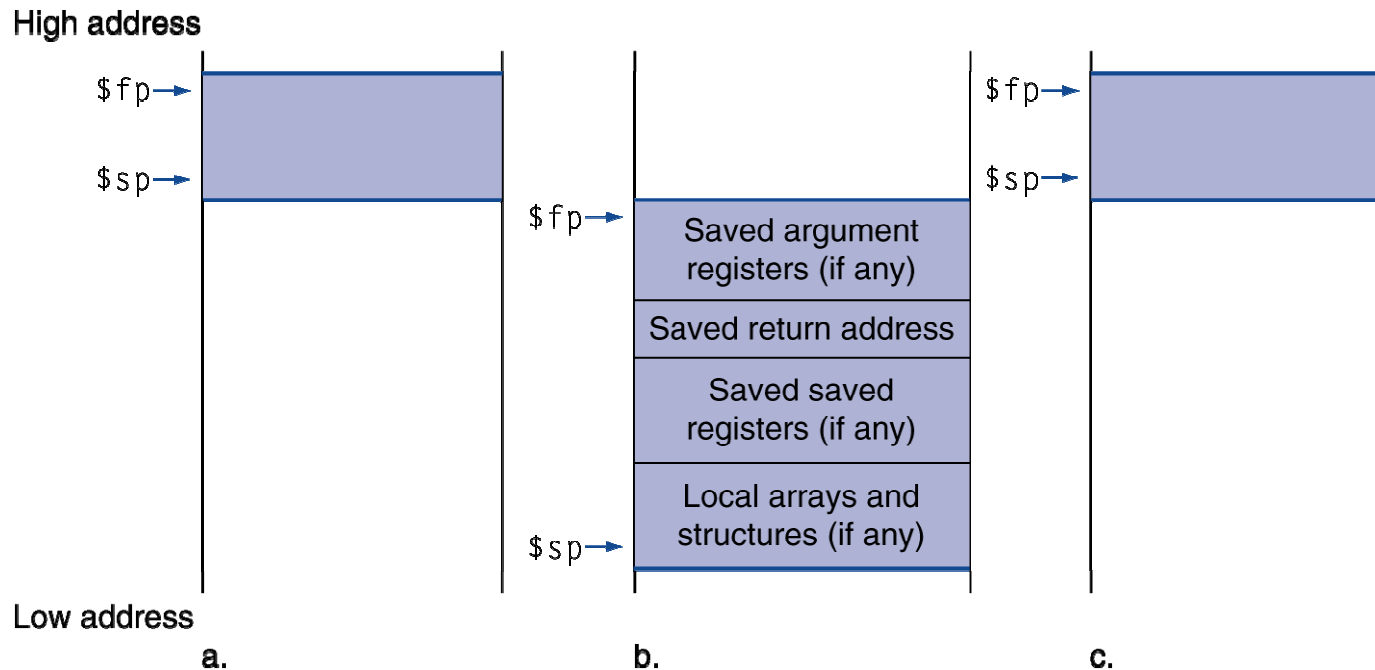 High address
$fp
$sp
$fp
Saved argument
registers (if any)
Saved return address
Saved saved
registers (if any)
Local arrays and
structures (if any)
$sp
$fp
$sp
Low address
a.
b.
c.